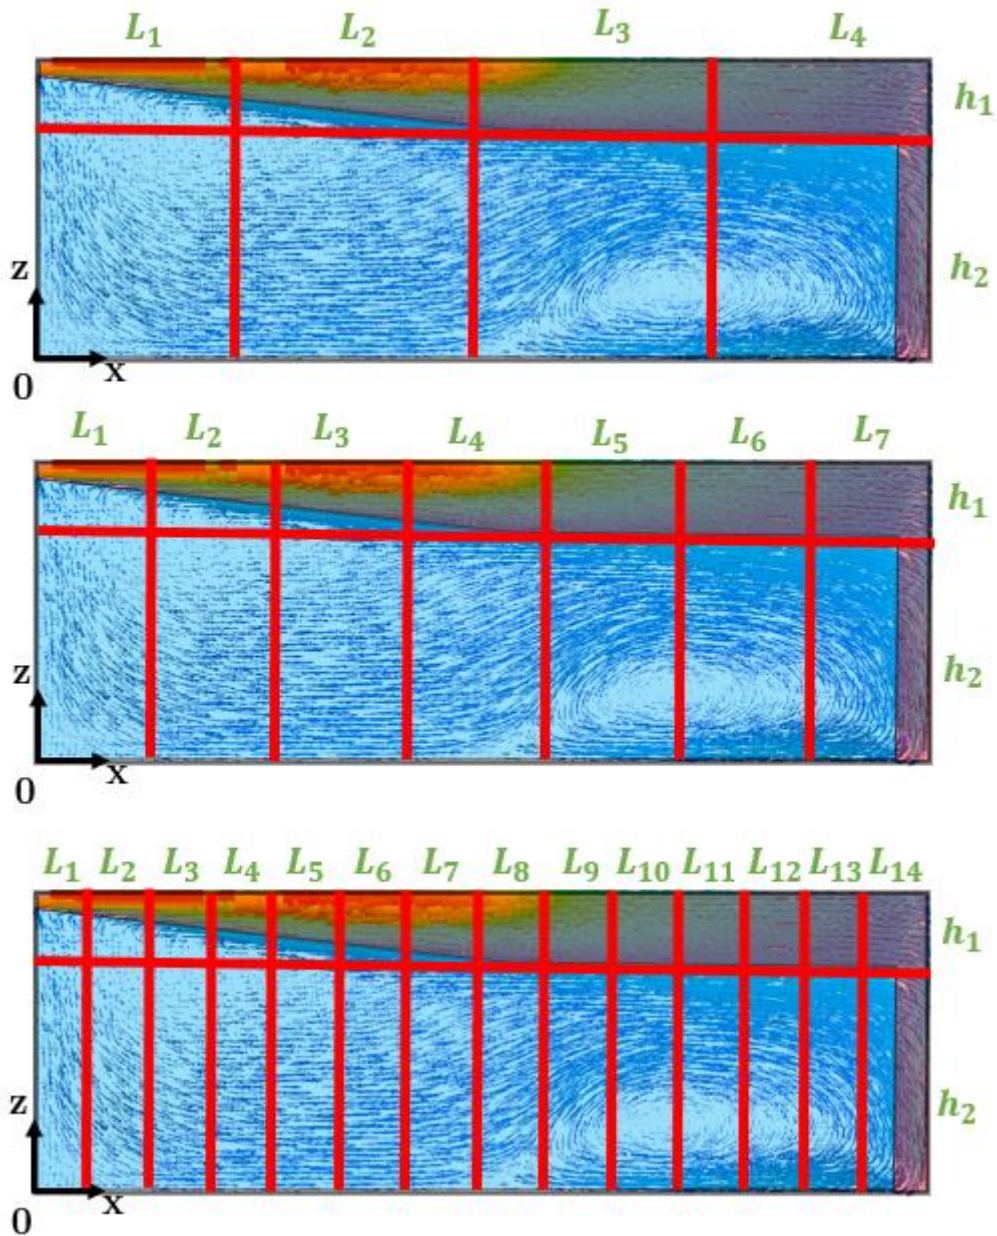 L₁ L₂ L₃ L₄
h₁
z
h₂
x
0
L₁ L₂ L₃ L₄ L₅ L₆ L₇
h₁
z
h₂
x
0
L₁ L₂ L₃ L₄ L₅ L₆ L₇ L₈ L₉ L₁₀ L₁₁ L₁₂ L₁₃ L₁₄
h₁
z
h₂
x
0